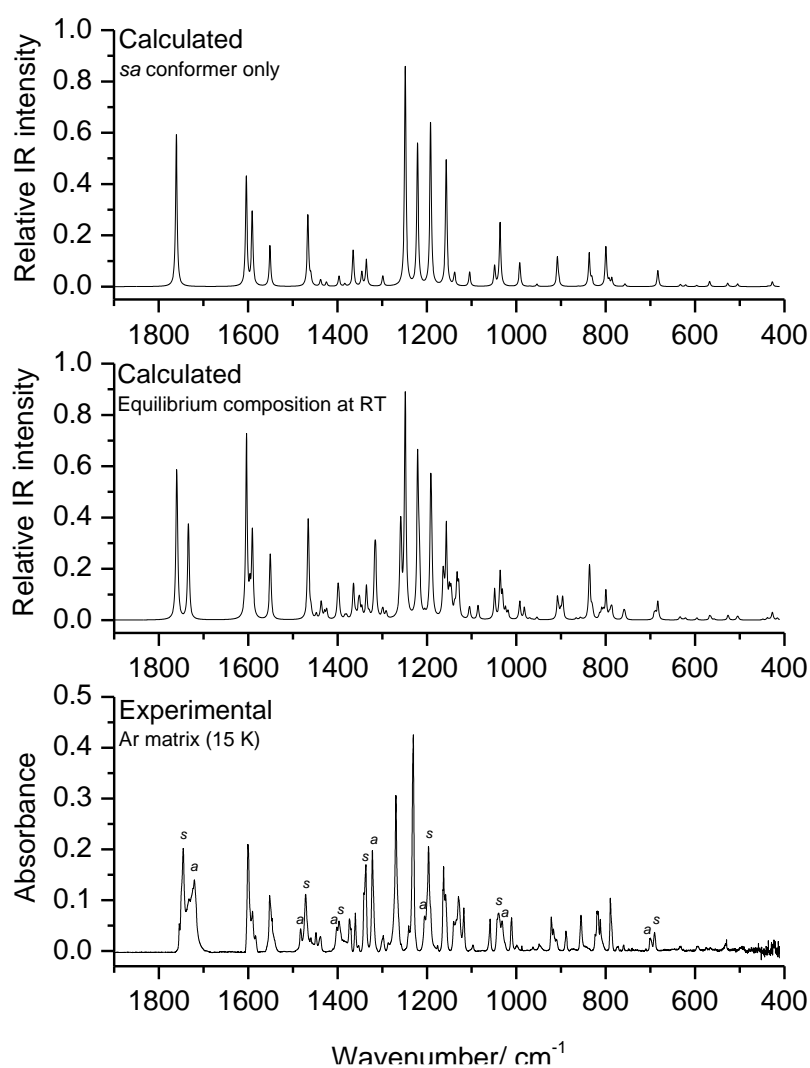 1.0
Calculated
sa conformer only
0.8
0.6
0.4
0.2
0.0
Relative IR intensity
1800 1600 1400 1200 1000 800 600 400
1.0
Calculated
Equilibrium composition at RT
0.8
0.6
0.4
0.2
0.0
Relative IR intensity
1800 1600 1400 1200 1000 800 600 400
0.5
Experimental
Ar matrix (15 K)
0.4
0.3
0.2
0.1
0.0
Absorbance
s
a
a
s
a
s
s
a
a
s
s
a
a
s
1800 1600 1400 1200 1000 800 600 400
Wavenumber/ cm-1